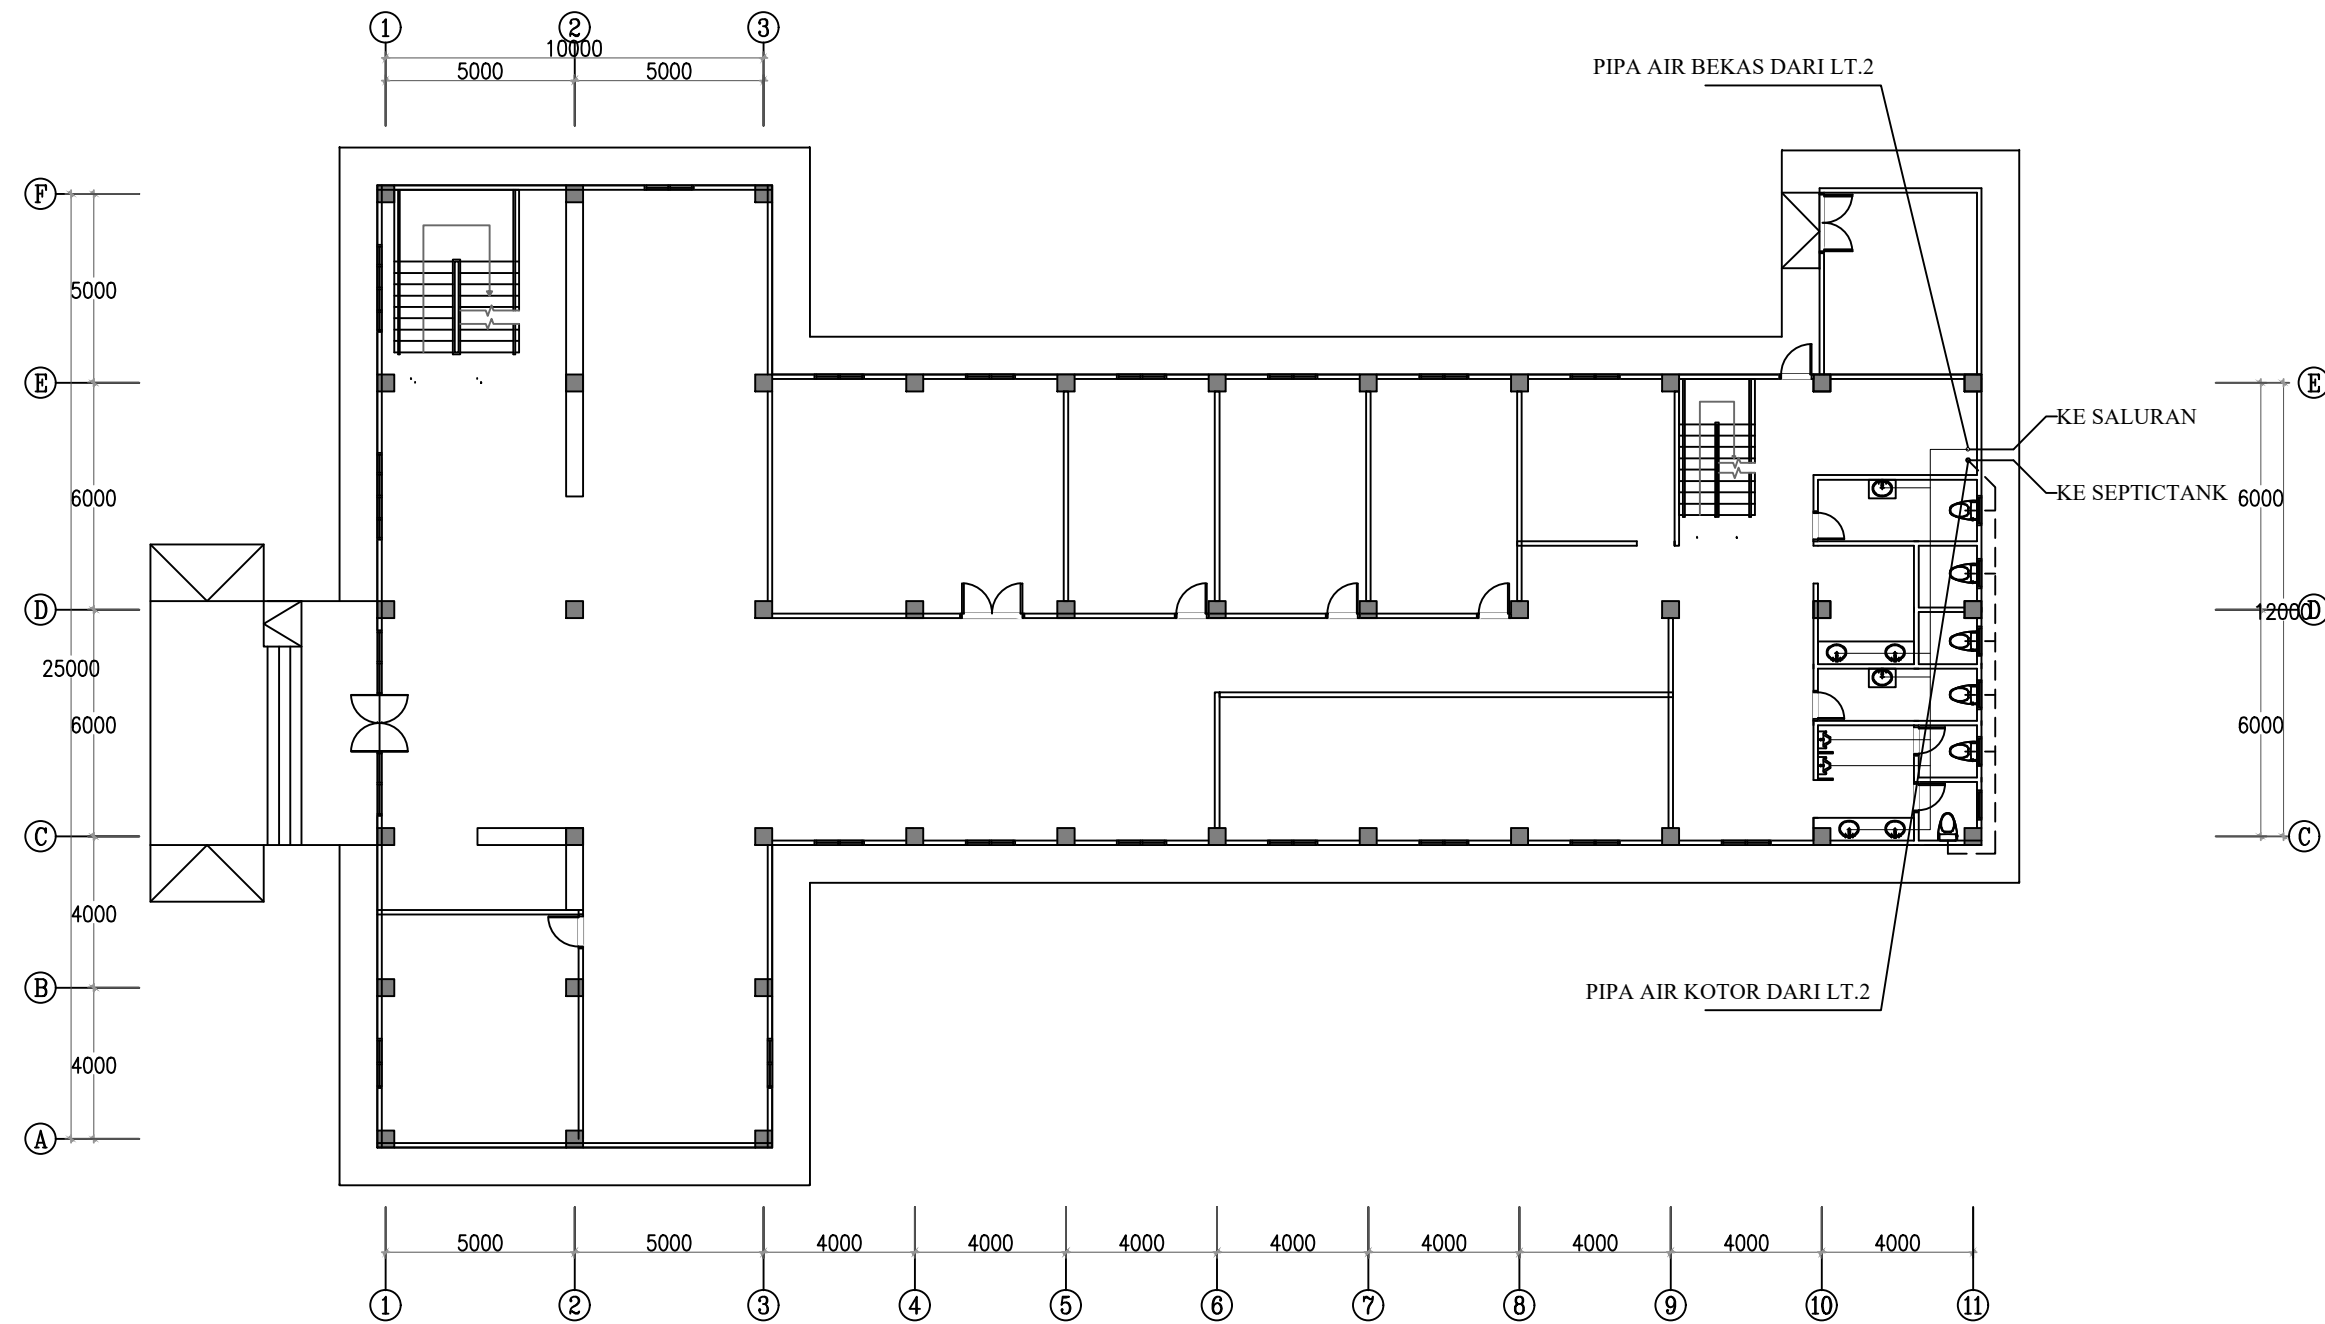 1 2 3
10000
5000 5000
PIPA AIR BEKAS DARI LT.2
F
5000
E E
KE SALURAN
6000 KE SEPTICTANK 6000
D 12000 D
25000
6000 6000
C C
4000
B
PIPA AIR KOTOR DARI LT.2
4000
A
5000 5000 4000 4000 4000 4000 4000 4000 4000 4000
1 2 3 4 5 6 7 8 9 10 11